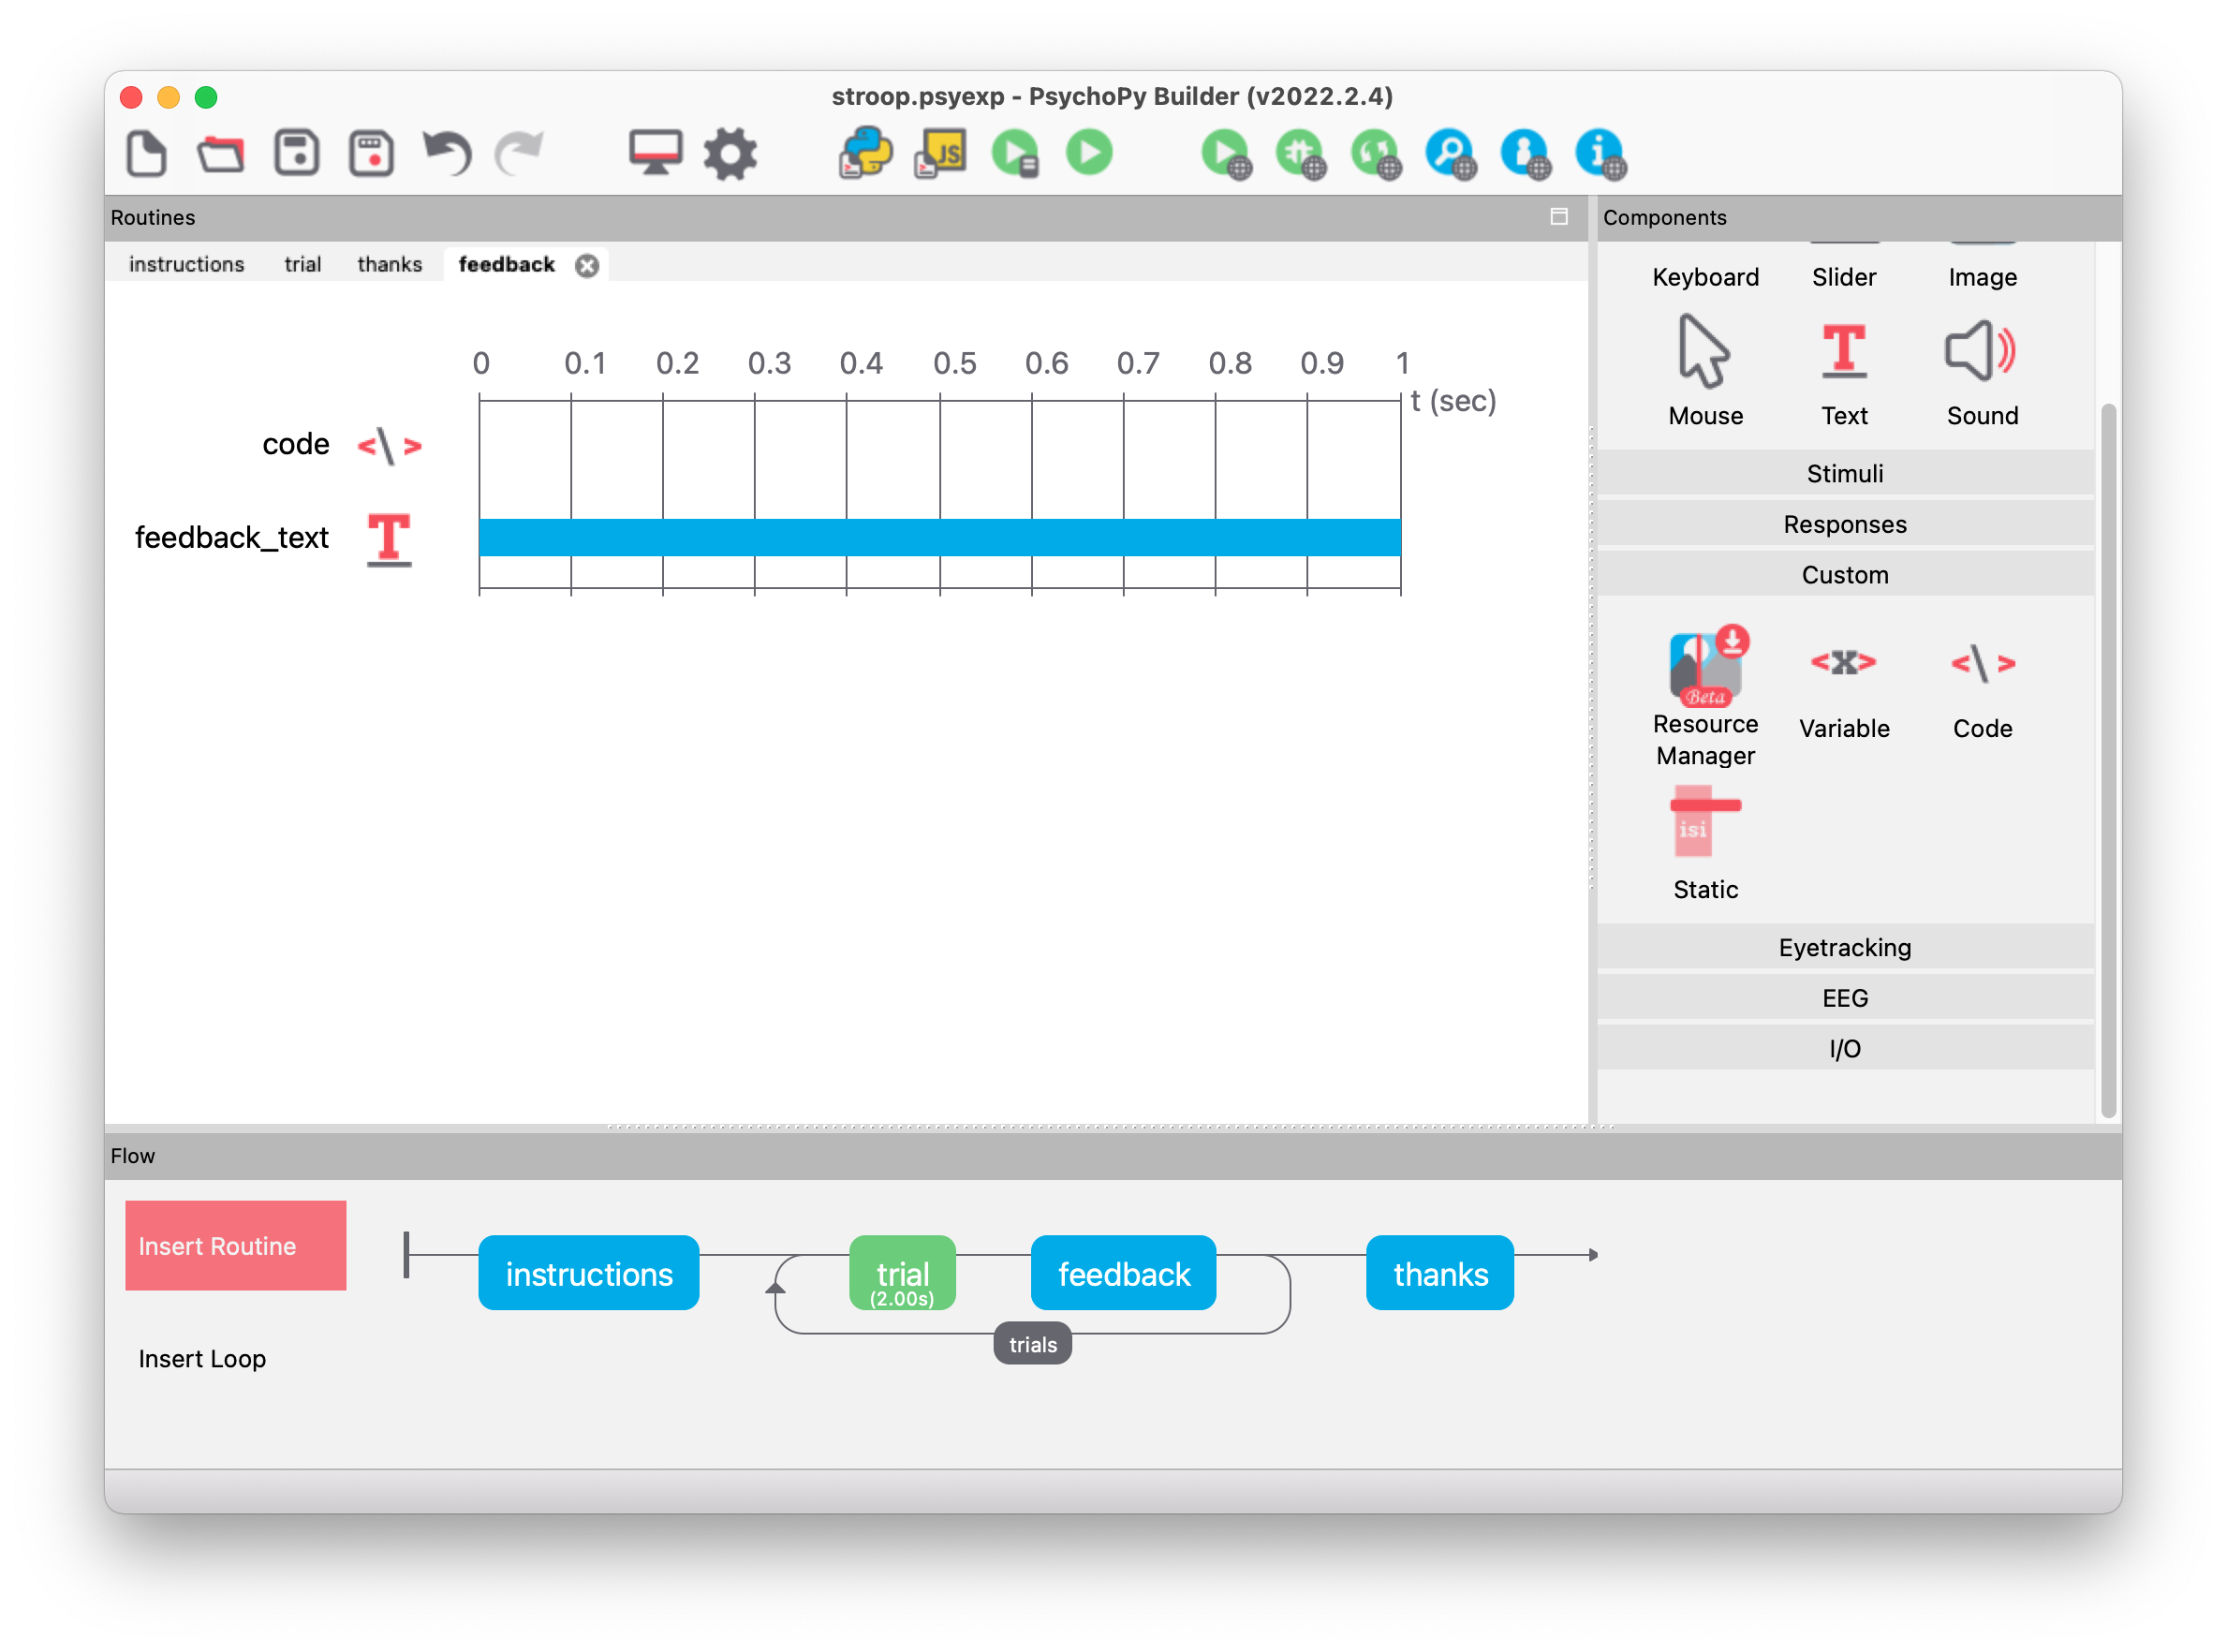 stroop.psyexp - PsychoPy Builder (v2022.2.4)
JS
Routines
Components
instructions trial thanks feedback
Keyboard Slider Image
0 0.1 0.2 0.3 0.4 0.5 0.6 0.7 0.8 0.9 1
t (sec)
code
feedback_text
Mouse Text Sound
Stimuli
Responses
Custom
Beta
Resource Manager Variable Code
isi
Static
Eyetracking
EEG
I/O
Flow
Insert Routine
instructions trial feedback thanks
(2.00s)
trials
Insert Loop